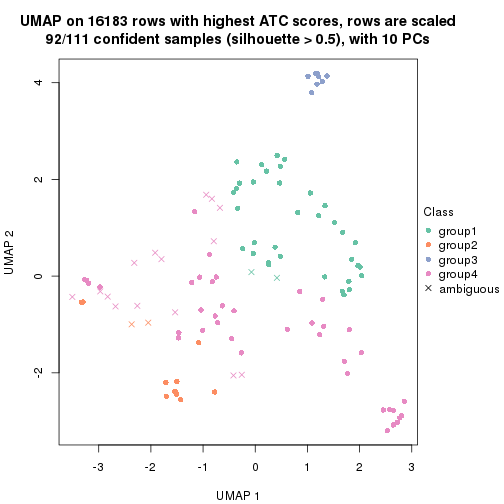 UMAP on 16183 rows with highest ATC scores, rows are scaled
92/111 confident samples (silhouette > 0.5), with 10 PCs
4
2
0
-2
UMAP 2
-3
-2
-1
0
1
2
3
UMAP 1
Class
group1
group2
group3
group4
ambiguous